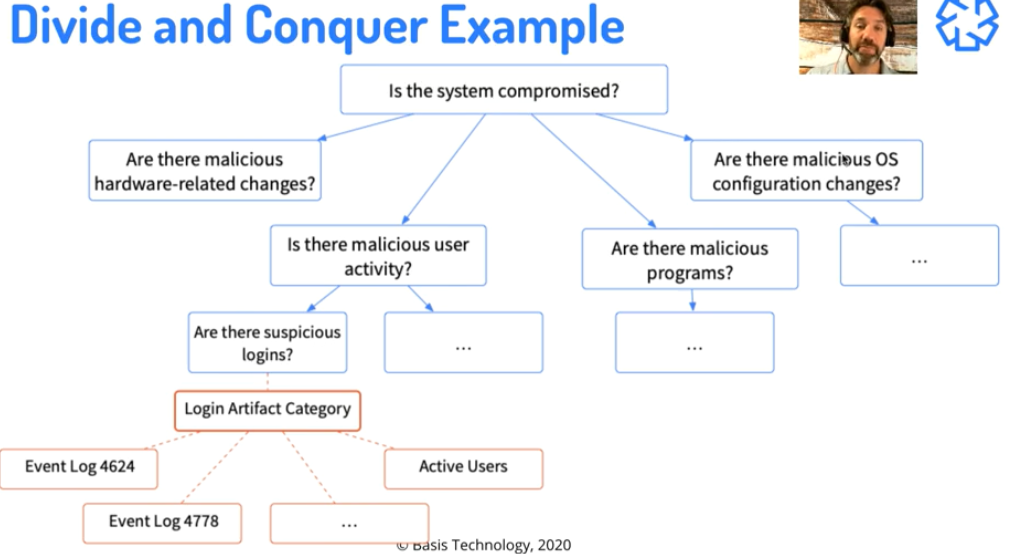 Divide and Conquer Example
Is the system compromised?
Are there malicious
hardware-related changes?
Are there malicious OS
configuration changes?
Is there malicious user
activity?
Are there malicious
programs?
...
Are there suspicious
logins?
...
...
Login Artifact Category
Event Log 4624
Active Users
Event Log 4778
...
© Basis Technology, 2020